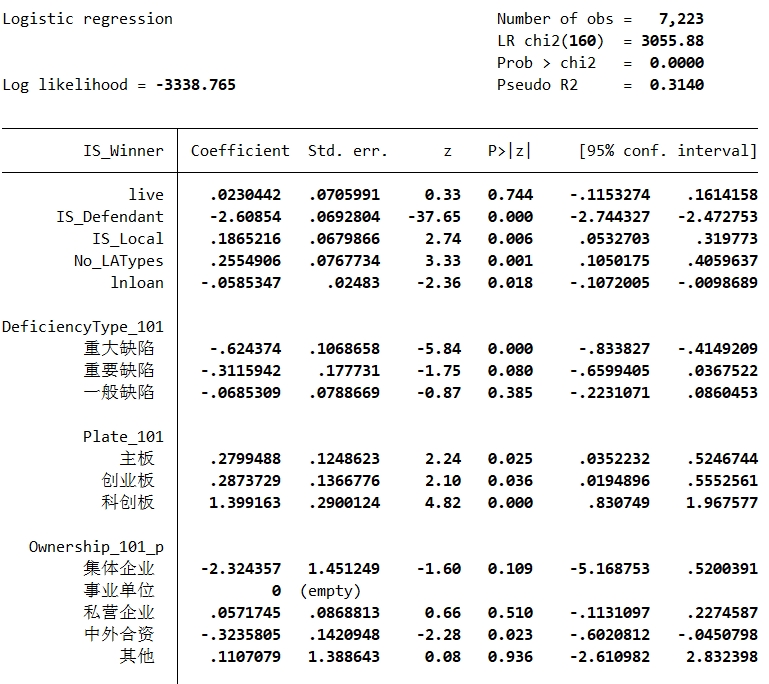 Logistic regression Number of obs = 7,223
LR chi2(160) = 3055.88
Prob > chi2 = 0.0000
Log likelihood = -3338.765 Pseudo R2 = 0.3140
IS_Winner Coefficient Std. err. z P>|z| [95% conf. interval]
live .0230442 .0705991 0.33 0.744 -.1153274 .1614158
IS_Defendant -2.60854 .0692804 -37.65 0.000 -2.744327 -2.472753
IS_Local .1865216 .0679866 2.74 0.006 .0532703 .319773
No_LATypes .2554906 .0767734 3.33 0.001 .1050175 .4059637
lnloan -.0585347 .02483 -2.36 0.018 -.1072005 -.0098689
DeficiencyType_101
重大缺陷 -.624374 .1068658 -5.84 0.000 -.833827 -.4149209
重要缺陷 -.3115942 .177731 -1.75 0.080 -.6599405 .0367522
一般缺陷 -.0685309 .0788669 -0.87 0.385 -.2231071 .0860453
Plate_101
主板 .2799488 .1248623 2.24 0.025 .0352232 .5246744
创业板 .2873729 .1366776 2.10 0.036 .0194896 .5552561
科创板 1.399163 .2900124 4.82 0.000 .830749 1.967577
Ownership_101_p
集体企业 -2.324357 1.451249 -1.60 0.109 -5.168753 .5200391
事业单位 0 (empty)
私营企业 .0571745 .0868813 0.66 0.510 -.1131097 .2274587
中外合资 -.3235805 .1420948 -2.28 0.023 -.6020812 -.0450798
其他 .1107079 1.388643 0.08 0.936 -2.610982 2.832398